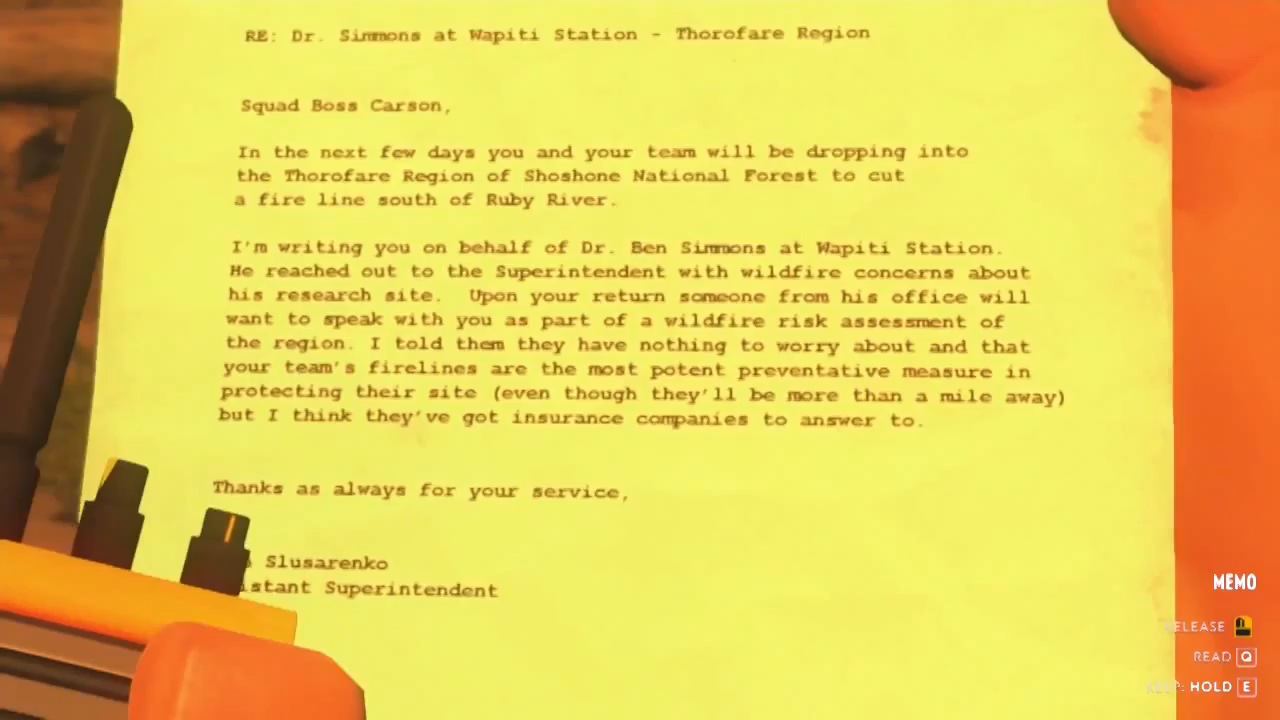 RE: Dr. Simmons at Wapiti Station - Thorofare Region
Squad Boss Carson,
In the next few days you and your team will be dropping into
the Thorofare Region of Shoshone National Forest to cut
a fire line south of Ruby River.
I'm writing you on behalf of Dr. Ben Simmons at Wapiti Station.
He reached out to the Superintendent with wildfire concerns about
his research site.  Upon your return someone from his office will
want to speak with you as part of a wildfire risk assessment of
the region. I told them they have nothing to worry about and that
your team's firelines are the most potent preventative measure in
protecting their site (even though they'll be more than a mile away)
but I think they've got insurance companies to answer to.
Thanks as always for your service,
Slusarenko
istant Superintendent
MEMO
RELEASE
READ Q
KEEP: HOLD E